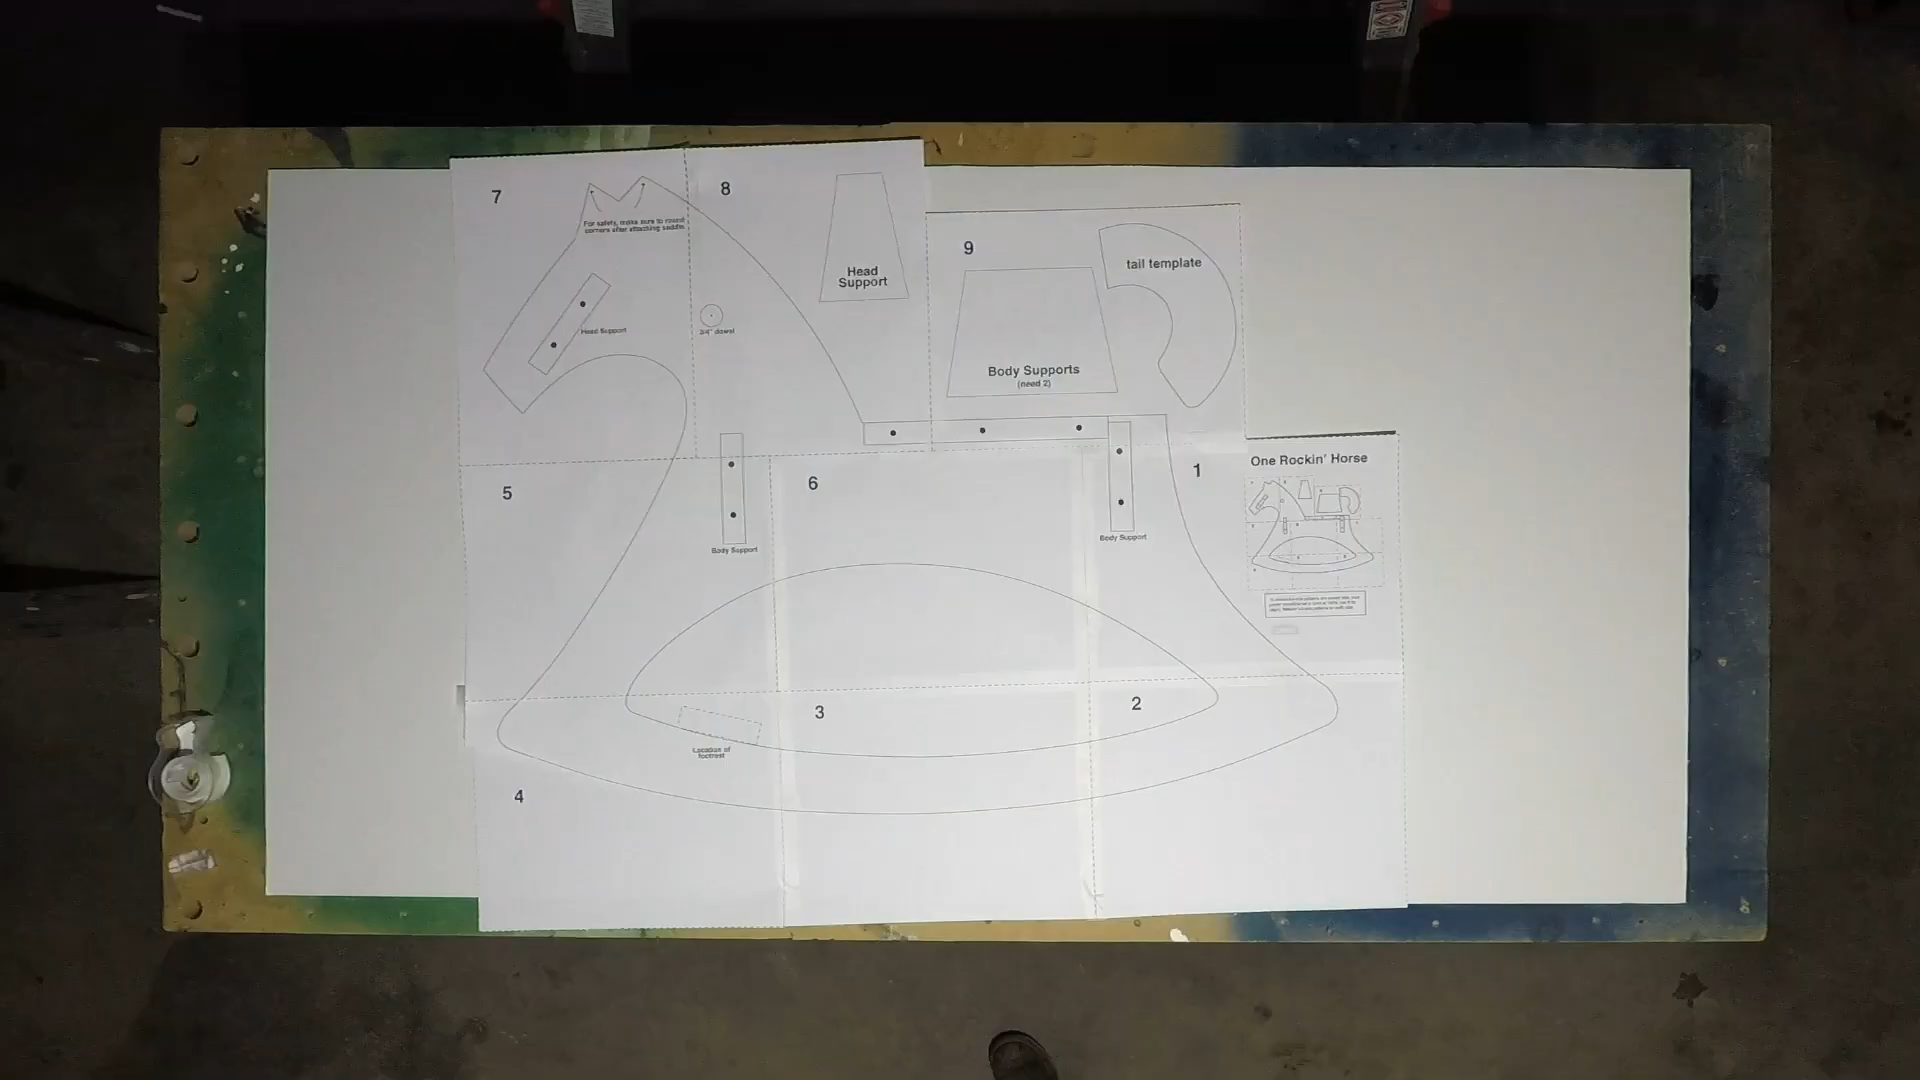 7
For safety, make sure to round
corners after attaching saddle
Head Support
8
3/4" dowel
Head
Support
9
tail template
Body Supports
(need 2)
5
Body Support
6
Body Support
1
One Rockin' Horse
4
Location of
footrest
3
2